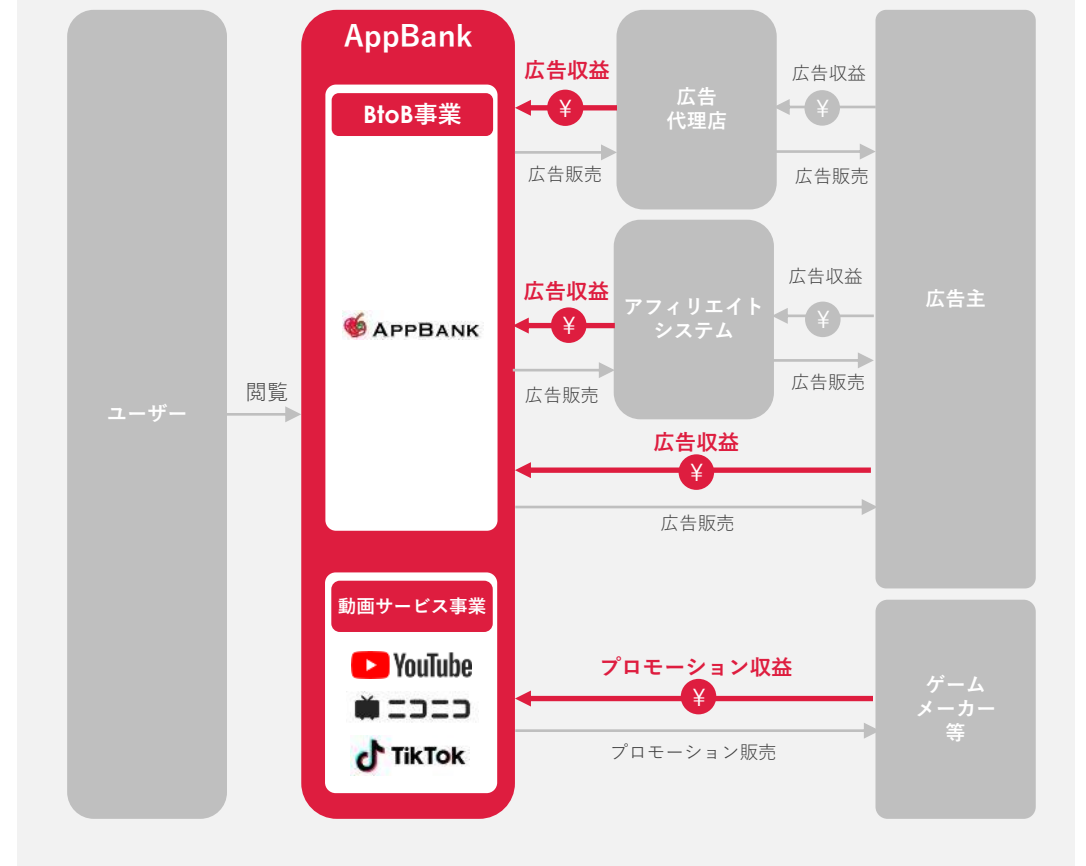 AppBank
BtoB事業
APPBANK
動画サービス事業
YouTube
ニコニコ
TikTok
ユーザー
閲覧
広告収益
¥
広告販売
広告
代理店
広告収益
¥
広告販売
広告収益
¥
広告販売
アフィリエイト
システム
広告収益
¥
広告販売
広告収益
¥
広告販売
広告主
プロモーション収益
¥
プロモーション販売
ゲーム
メーカー
等